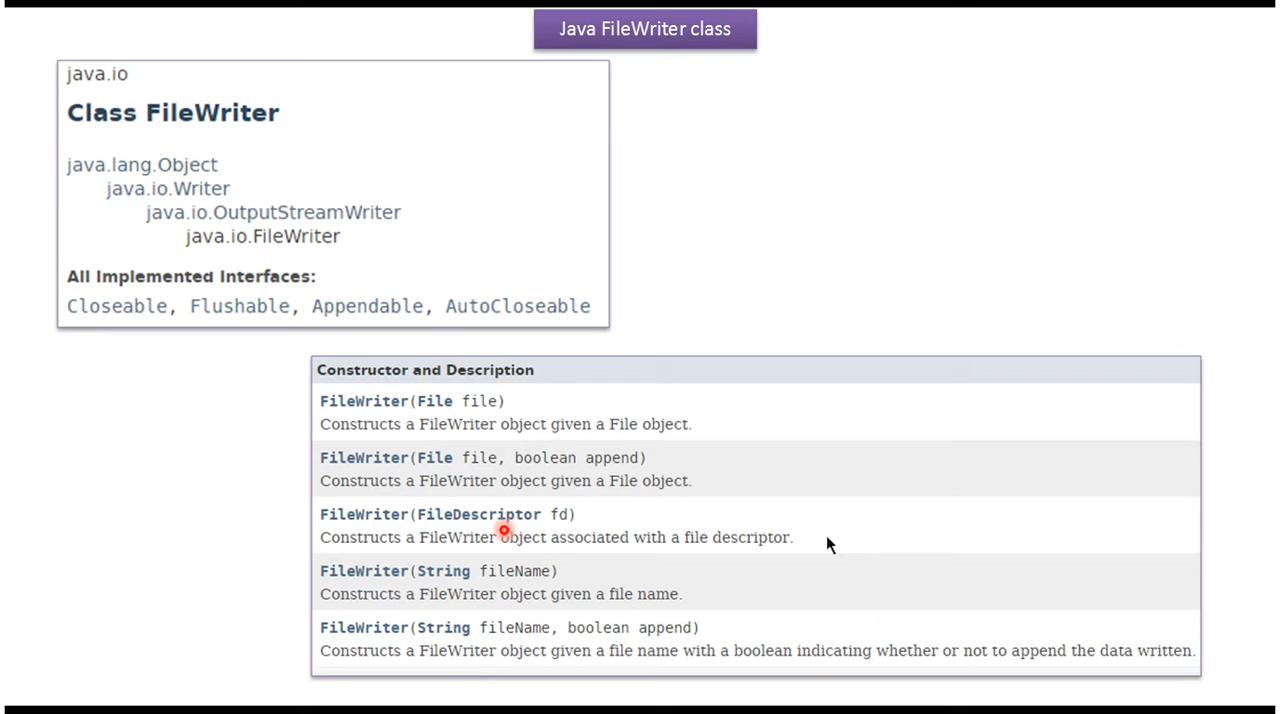 Java FileWriter class
java.io
Class FileWriter
java.lang.Object
java.io.Writer
java.io.OutputStreamWriter
java.io.FileWriter
All Implemented Interfaces:
Closeable, Flushable, Appendable, AutoCloseable
Constructor and Description
FileWriter(File file)
Constructs a FileWriter object given a File object.
FileWriter(File file, boolean append)
Constructs a FileWriter object given a File object.
FileWriter(FileDescriptor fd)
Constructs a FileWriter object associated with a file descriptor.
FileWriter(String fileName)
Constructs a FileWriter object given a file name.
FileWriter(String fileName, boolean append)
Constructs a FileWriter object given a file name with a boolean indicating whether or not to append the data written.